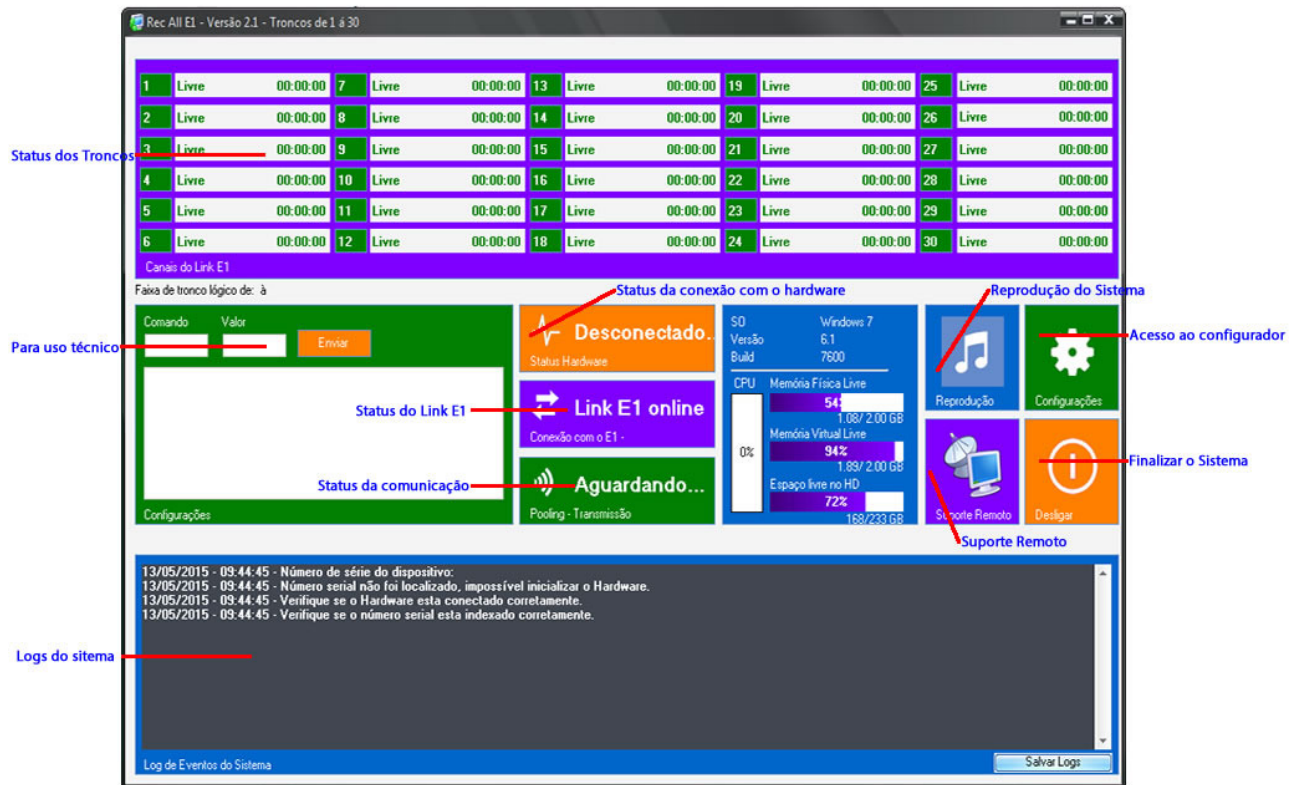 Rec All E1 - Versão 2.1 - Troncos de 1 á 30
1 Livre 00:00:00 7 Livre 00:00:00 13 Livre 00:00:00 19 Livre 00:00:00 25 Livre 00:00:00
2 Livre 00:00:00 8 Livre 00:00:00 14 Livre 00:00:00 20 Livre 00:00:00 26 Livre 00:00:00
Status dos Troncos 3 Livre 00:00:00 9 Livre 00:00:00 15 Livre 00:00:00 21 Livre 00:00:00 27 Livre 00:00:00
4 Livre 00:00:00 10 Livre 00:00:00 16 Livre 00:00:00 22 Livre 00:00:00 28 Livre 00:00:00
5 Livre 00:00:00 11 Livre 00:00:00 17 Livre 00:00:00 23 Livre 00:00:00 29 Livre 00:00:00
6 Livre 00:00:00 12 Livre 00:00:00 18 Livre 00:00:00 24 Livre 00:00:00 30 Livre 00:00:00
Canais do Link E1
Faixa de tronco lógico de: à
Status da conexão com o hardware
Reprodução do Sistema
Comando Valor
Enviar
Para uso técnico
Configurações
Desconectado..
Status Hardware
Status do Link E1
Link E1 online
Conexão com o E1 -
Status da comunicação
Aguardando...
Pooling - Transmissão
SO Windows 7
Versão 6.1
Build 7600
CPU
0%
Memória Física Livre
54%
1.08/ 2.00 GB
Memória Virtual Livre
94%
1.89/ 2.00 GB
Espaço livre no HD
72%
168/233 GB
Reprodução
Configurações
Acesso ao configurador
Suporte Remoto
Desligar
Finalizar o Sistema
Suporte Remoto
13/05/2015 - 09:44:45 - Número de série do dispositivo:
13/05/2015 - 09:44:45 - Número serial não foi localizado, impossível inicializar o Hardware.
13/05/2015 - 09:44:45 - Verifique se o Hardware esta conectado corretamente.
13/05/2015 - 09:44:45 - Verifique se o número serial esta indexado corretamente.
Logs do sitema
Log de Eventos do Sistema
Salvar Logs